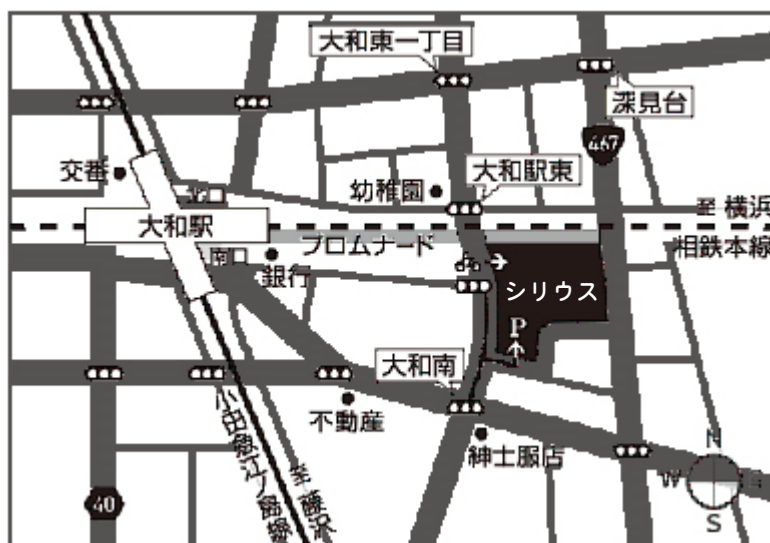 大和東一丁目
深見台
467
交番
幼稚園
大和駅東
北口
至 横浜
大和駅
プロムナード
相鉄本線
南口
銀行
シリウス
P
大和南
不動産
紳士服店
小田急江ノ島線
至 藤沢
40
N
W
E
S